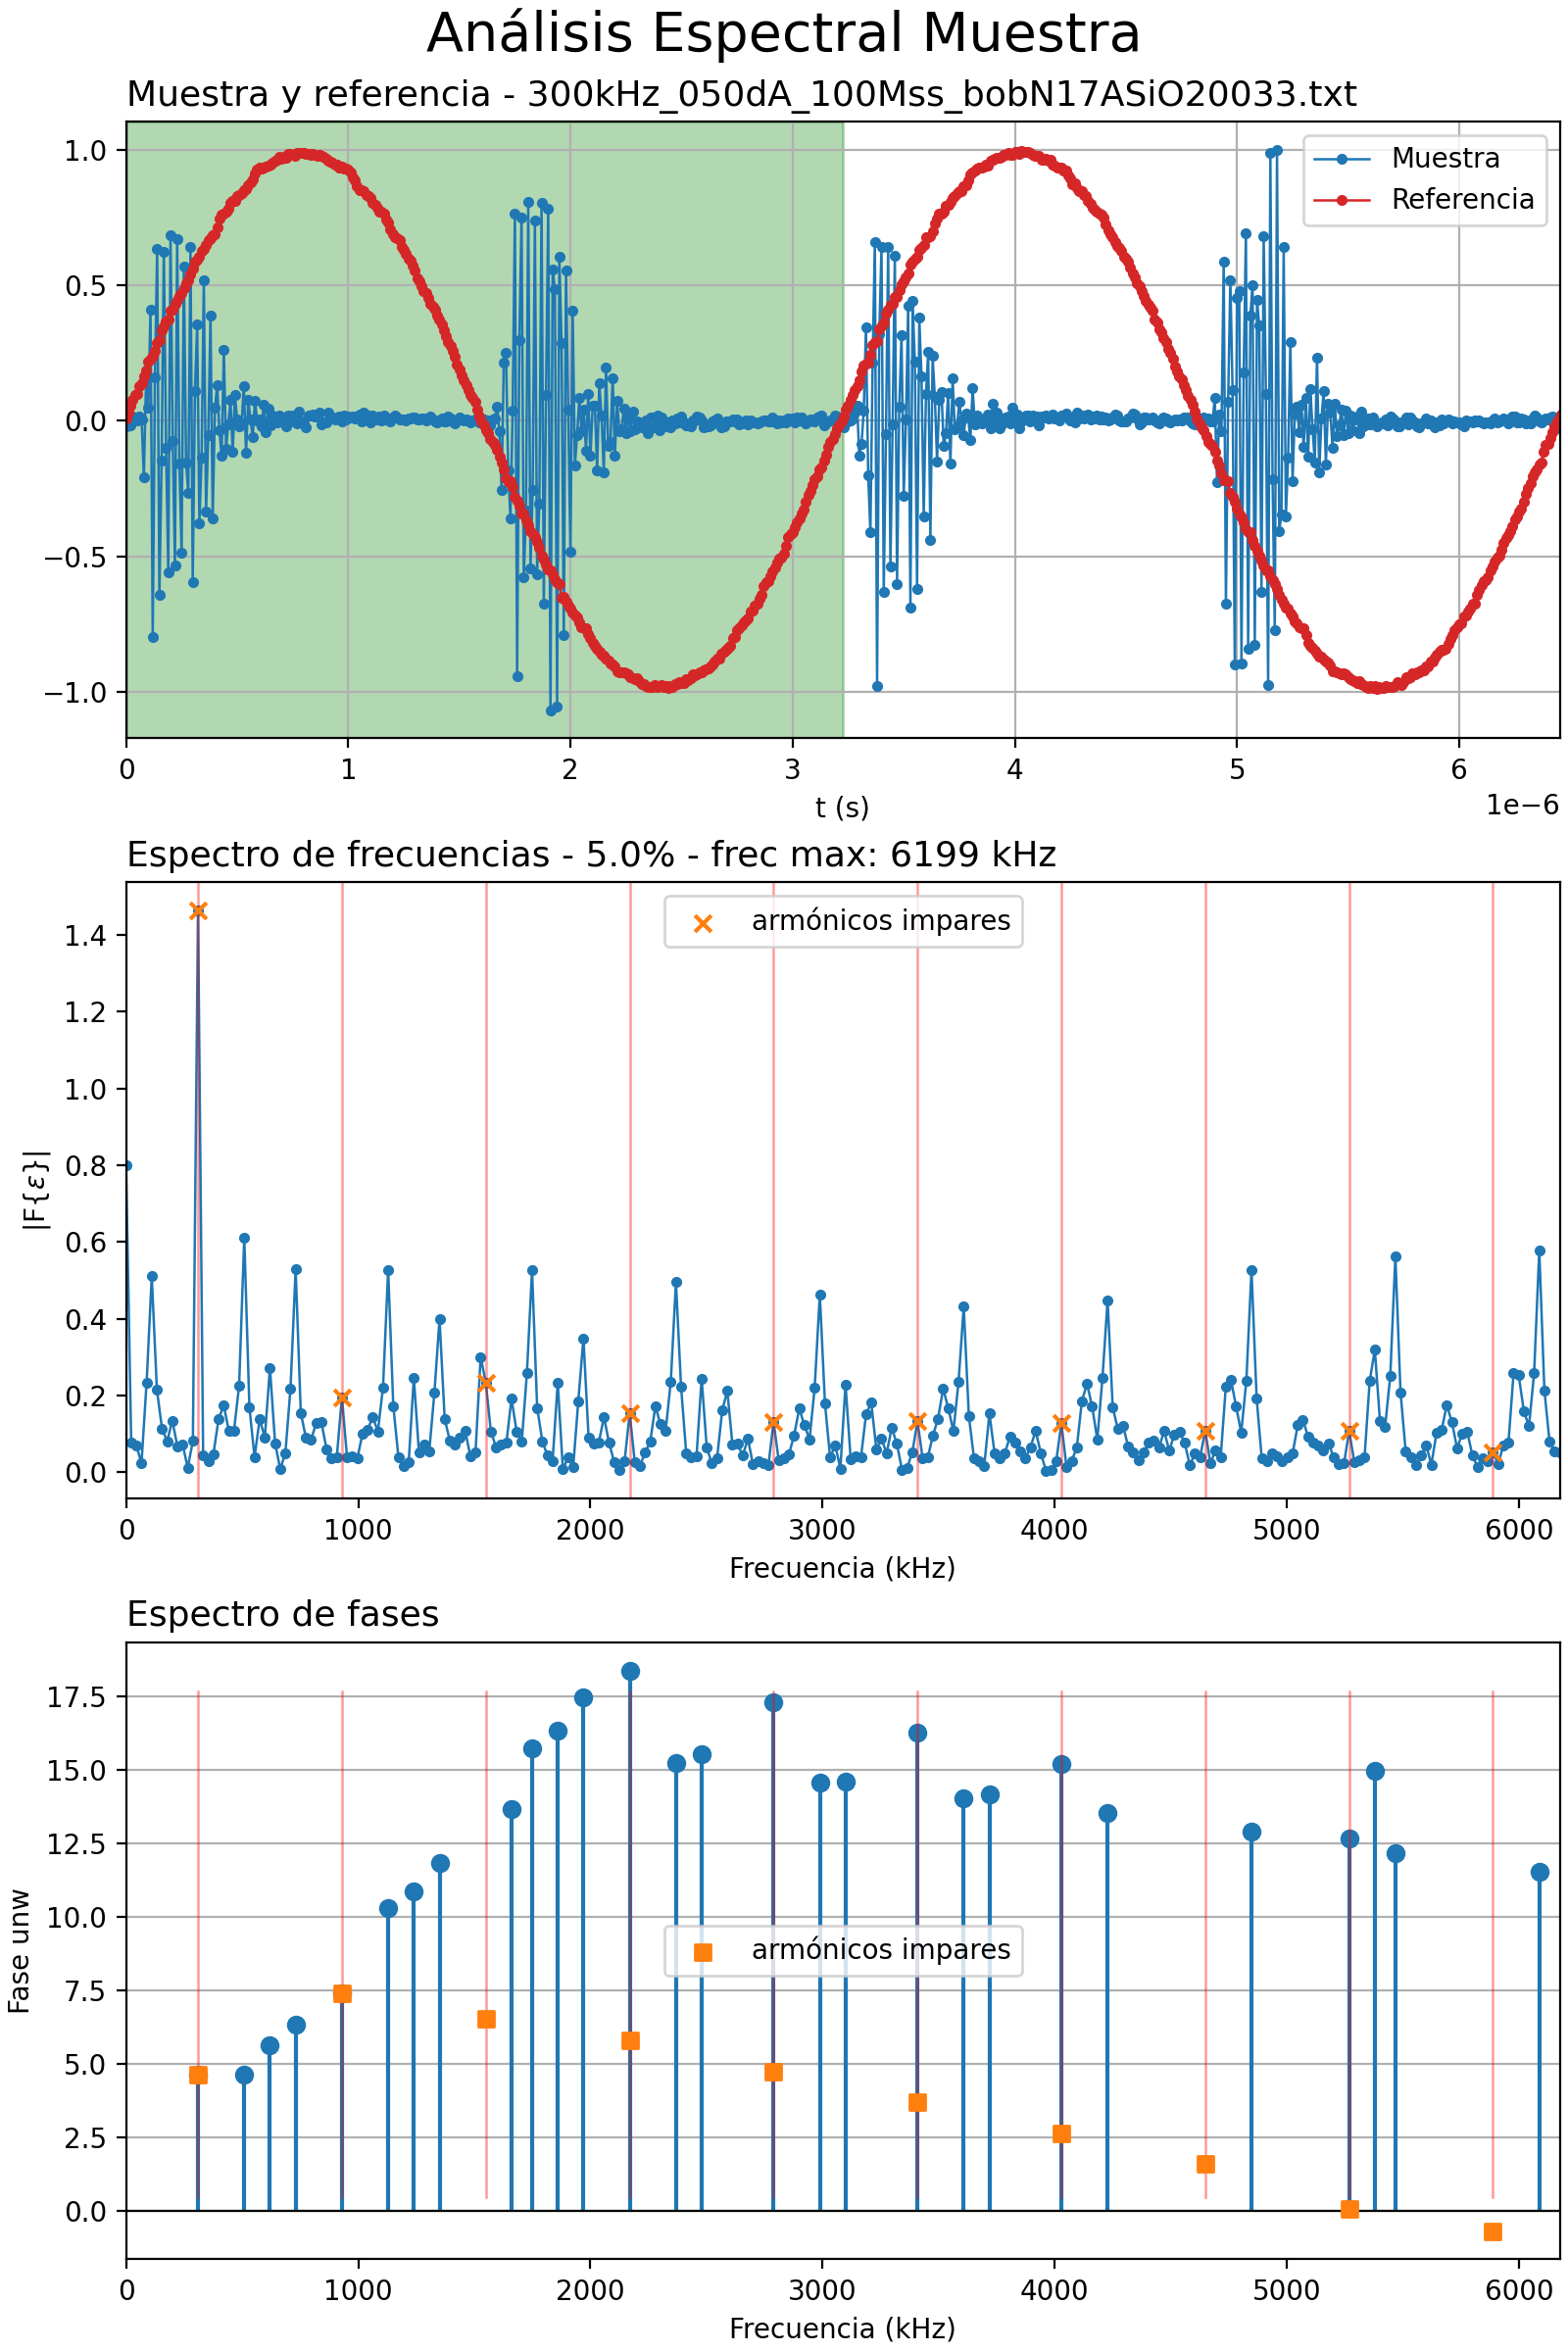 Análisis Espectral Muestra
Muestra y referencia - 300kHz_050dA_100Mss_bobN17ASiO20033.txt
1.0
0.5
0.0
−0.5
−1.0
Muestra
Referencia
0 1 2 3 4 5 6
1e−6
t (s)
Espectro de frecuencias - 5.0% - frec max: 6199 kHz
|F{ε}|
1.4
1.2
1.0
0.8
0.6
0.4
0.2
0.0
armónicos impares
0 1000 2000 3000 4000 5000 6000
Frecuencia (kHz)
Espectro de fases
Fase unw
17.5
15.0
12.5
10.0
7.5
5.0
2.5
0.0
armónicos impares
0 1000 2000 3000 4000 5000 6000
Frecuencia (kHz)